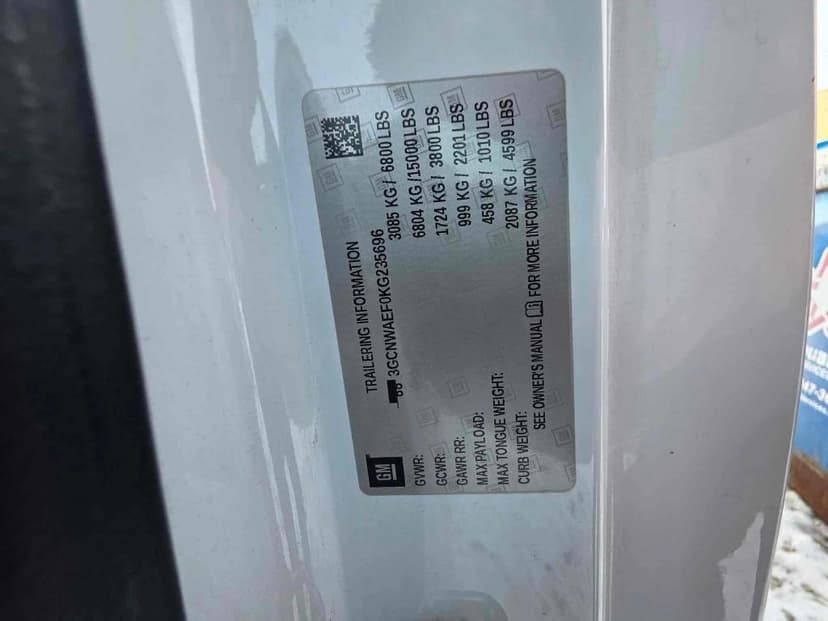 TRAILERING INFORMATION
GM 3GCNWAEF0KG235696
GVWR: 3085 KG / 6800 LBS
GCWR: 6804 KG /15000 LBS
GAWR RR: 1724 KG / 3800 LBS
MAX PAYLOAD: 999 KG / 2201 LBS
MAX TONGUE WEIGHT: 458 KG / 1010 LBS
CURB WEIGHT: 2087 KG / 4599 LBS
SEE OWNER'S MANUAL FOR MORE INFORMATION